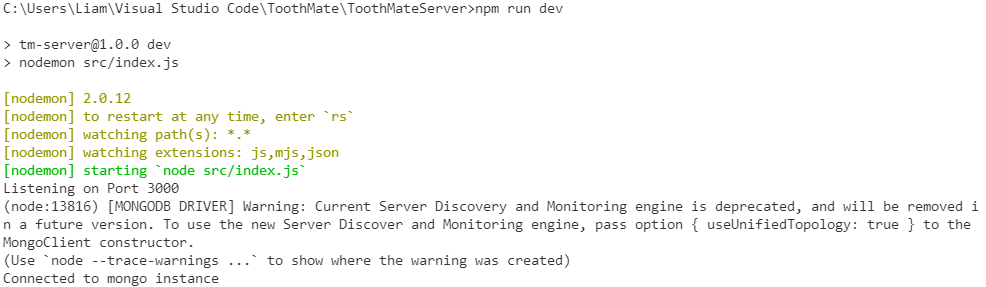 C:\Users\Liam\Visual Studio Code\ToothMate\ToothMateServer>npm run dev
> tm-server@1.0.0 dev
> nodemon src/index.js
[nodemon] 2.0.12
[nodemon] to restart at any time, enter `rs`
[nodemon] watching path(s): *.*
[nodemon] watching extensions: js,mjs,json
[nodemon] starting `node src/index.js`
Listening on Port 3000
(node:13816) [MONGODB DRIVER] Warning: Current Server Discovery and Monitoring engine is deprecated, and will be removed i
n a future version. To use the new Server Discover and Monitoring engine, pass option { useUnifiedTopology: true } to the
MongoClient constructor.
(Use `node --trace-warnings ...` to show where the warning was created)
Connected to mongo instance